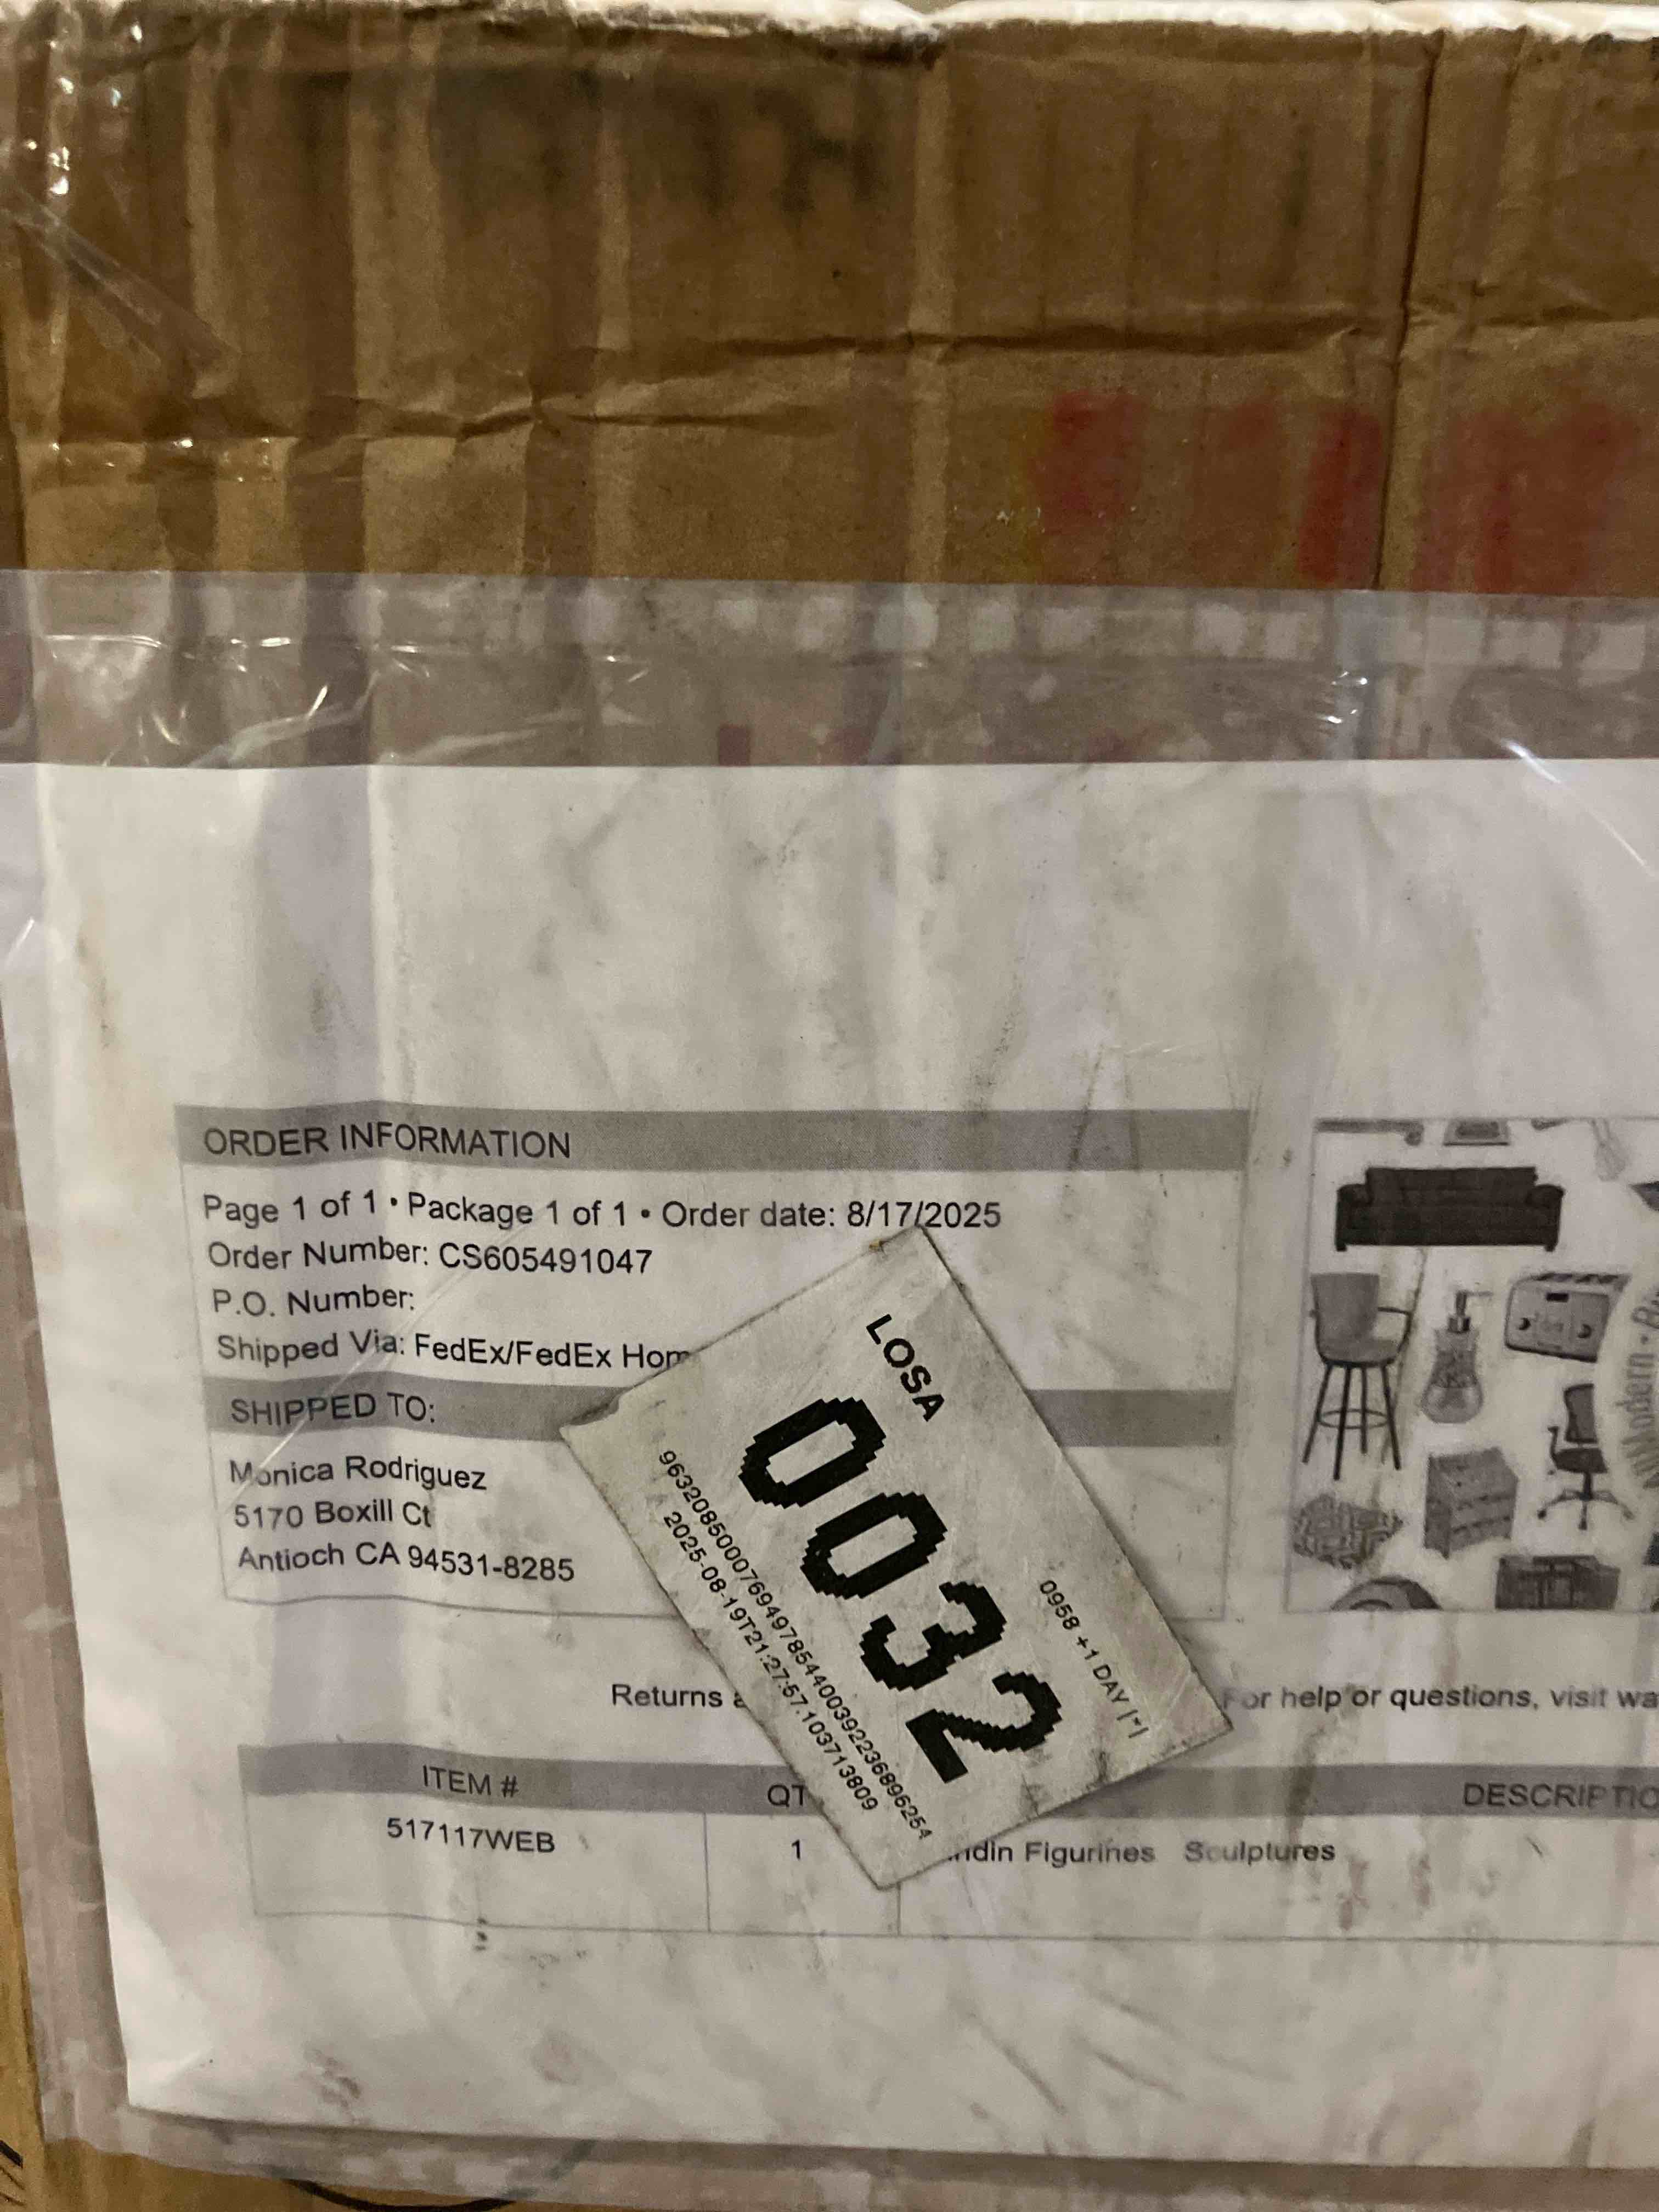 ORDER INFORMATION
Page 1 of 1 • Package 1 of 1 • Order date: 8/17/2025
Order Number: CS605491047
P.O. Number:
Shipped Via: FedEx/FedEx Hom
SHIPPED TO:
Monica Rodriguez
5170 Boxill Ct
Antioch CA 94531-8285
LOSA
0032
0958 +1 DAY [-]
9632085000769497854400392236896254
2025-08-19T21:27:57.103713809
Returns
For help or questions, visit wa
ITEM # QT DESCRIPTIO
517117WEB 1 ndin Figurines Sculptures
AllModern